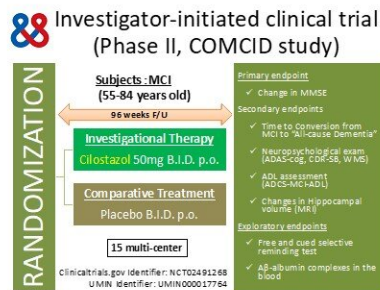 Investigator-initiated clinical trial
(Phase II, COMCID study)
RANDOMIZATION
Subjects:MCI
(55-84 years old)
96 weeks F/U
Investigational Therapy
Cilostazol 50mg B.I.D. p.o.
Comparative Treatment
Placebo B.I.D. p.o.
15 multi-center
Clinicaltrials.gov Identifier: NCT02491268
UMIN Identifier: UMIN000017764
Primary endpoint
✓ Change in MMSE
Secondary endpoints
✓ Time to Conversion from
MCI to "All-cause Dementia"
✓ Neuropsychological exam
(ADAS-cog, CDR-SB, WMS)
✓ ADL assessment
(ADCS-MCI-ADL)
✓ Changes in Hippocampal
volume (MRI)
Exploratory endpoints
✓ Free and cued selective
reminding test
✓ Aβ-albumin complexes in the
blood